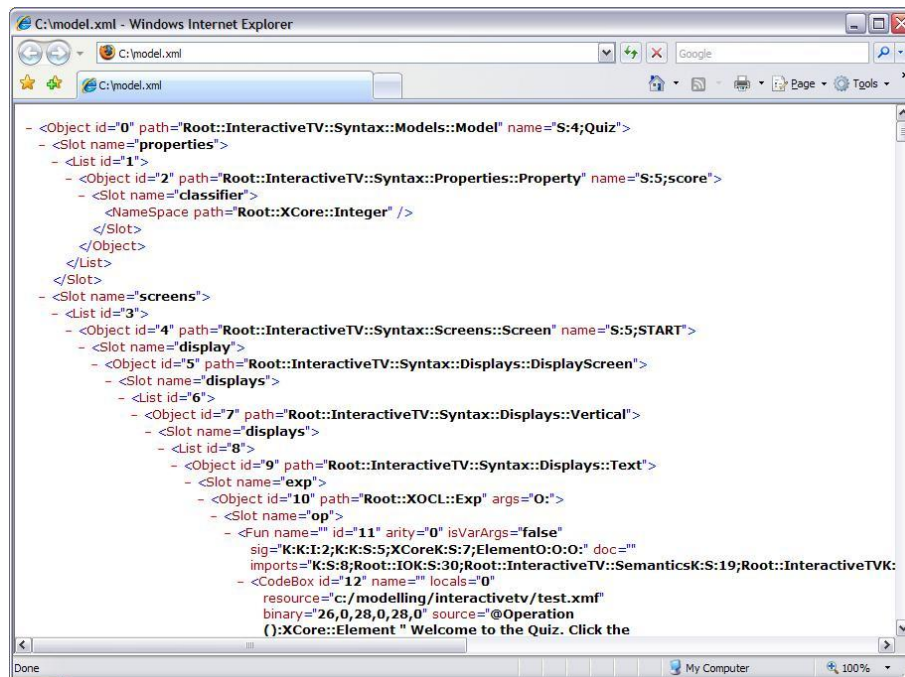 C:\model.xml - Windows Internet Explorer
C:\model.xml
Google
C:\model.xml
Page
Tools
- <Object id="0" path="Root::InteractiveTV::Syntax::Models::Model" name="S:4;Quiz">
- <Slot name="properties">
- <List id="1">
- <Object id="2" path="Root::InteractiveTV::Syntax::Properties::Property" name="S:5;score">
- <Slot name="classifier">
<NameSpace path="Root::XCore::Integer" />
</Slot>
</Object>
</List>
</Slot>
- <Slot name="screens">
- <List id="3">
- <Object id="4" path="Root::InteractiveTV::Syntax::Screens::Screen" name="S:5;START">
- <Slot name="display">
- <Object id="5" path="Root::InteractiveTV::Syntax::Displays::DisplayScreen">
- <Slot name="displays">
- <List id="6">
- <Object id="7" path="Root::InteractiveTV::Syntax::Displays::Vertical">
- <Slot name="displays">
- <List id="8">
- <Object id="9" path="Root::InteractiveTV::Syntax::Displays::Text">
- <Slot name="exp">
- <Object id="10" path="Root::XOCL::Exp" args="O:">
- <Slot name="op">
- <Fun name="" id="11" arity="0" isVarArgs="false"
sig="K:K:I:2;K:K:S:5;XCoreK:S:7;ElementO:O:O:" doc=""
imports="K:S:8;Root::IOK:S:30;Root::InteractiveTV::SemanticsK:S:19;Root::InteractiveTVK:
- <CodeBox id="12" name="" locals="0"
resource="c:/modelling/interactivetv/test.xmf"
binary="26,0,28,0,28,0" source="@Operation
():XCore::Element " Welcome to the Quiz. Click the
Done
My Computer
100%